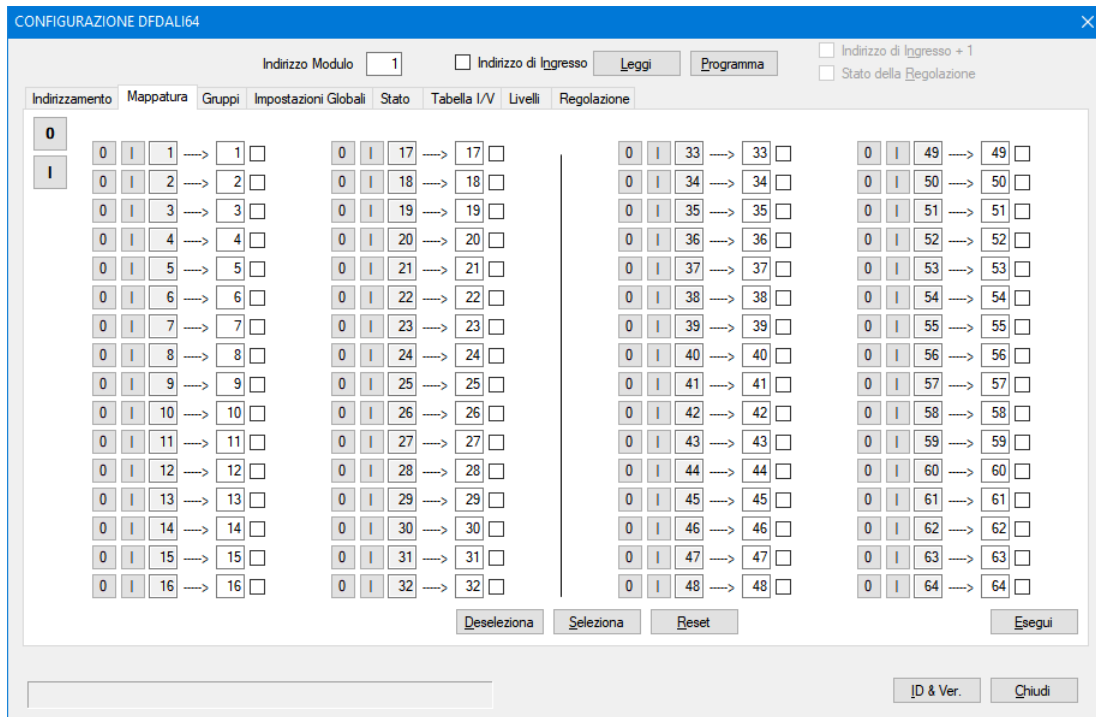 CONFIGURAZIONE DFDALI64
Indirizzo Modulo 1 Indirizzo di Ingresso Leggi Programma
Indirizzo di Ingresso + 1
Stato della Regolazione
Indirizzamento Mappatura Gruppi Impostazioni Globali Stato Tabella I/V Livelli Regolazione
0
I
0 I 1 ----> 1 0 I 17 ----> 17 0 I 33 ----> 33 0 I 49 ----> 49
0 I 2 ----> 2 0 I 18 ----> 18 0 I 34 ----> 34 0 I 50 ----> 50
0 I 3 ----> 3 0 I 19 ----> 19 0 I 35 ----> 35 0 I 51 ----> 51
0 I 4 ----> 4 0 I 20 ----> 20 0 I 36 ----> 36 0 I 52 ----> 52
0 I 5 ----> 5 0 I 21 ----> 21 0 I 37 ----> 37 0 I 53 ----> 53
0 I 6 ----> 6 0 I 22 ----> 22 0 I 38 ----> 38 0 I 54 ----> 54
0 I 7 ----> 7 0 I 23 ----> 23 0 I 39 ----> 39 0 I 55 ----> 55
0 I 8 ----> 8 0 I 24 ----> 24 0 I 40 ----> 40 0 I 56 ----> 56
0 I 9 ----> 9 0 I 25 ----> 25 0 I 41 ----> 41 0 I 57 ----> 57
0 I 10 ----> 10 0 I 26 ----> 26 0 I 42 ----> 42 0 I 58 ----> 58
0 I 11 ----> 11 0 I 27 ----> 27 0 I 43 ----> 43 0 I 59 ----> 59
0 I 12 ----> 12 0 I 28 ----> 28 0 I 44 ----> 44 0 I 60 ----> 60
0 I 13 ----> 13 0 I 29 ----> 29 0 I 45 ----> 45 0 I 61 ----> 61
0 I 14 ----> 14 0 I 30 ----> 30 0 I 46 ----> 46 0 I 62 ----> 62
0 I 15 ----> 15 0 I 31 ----> 31 0 I 47 ----> 47 0 I 63 ----> 63
0 I 16 ----> 16 0 I 32 ----> 32 0 I 48 ----> 48 0 I 64 ----> 64
Deseleziona Seleziona Reset Esegui
ID & Ver. Chiudi